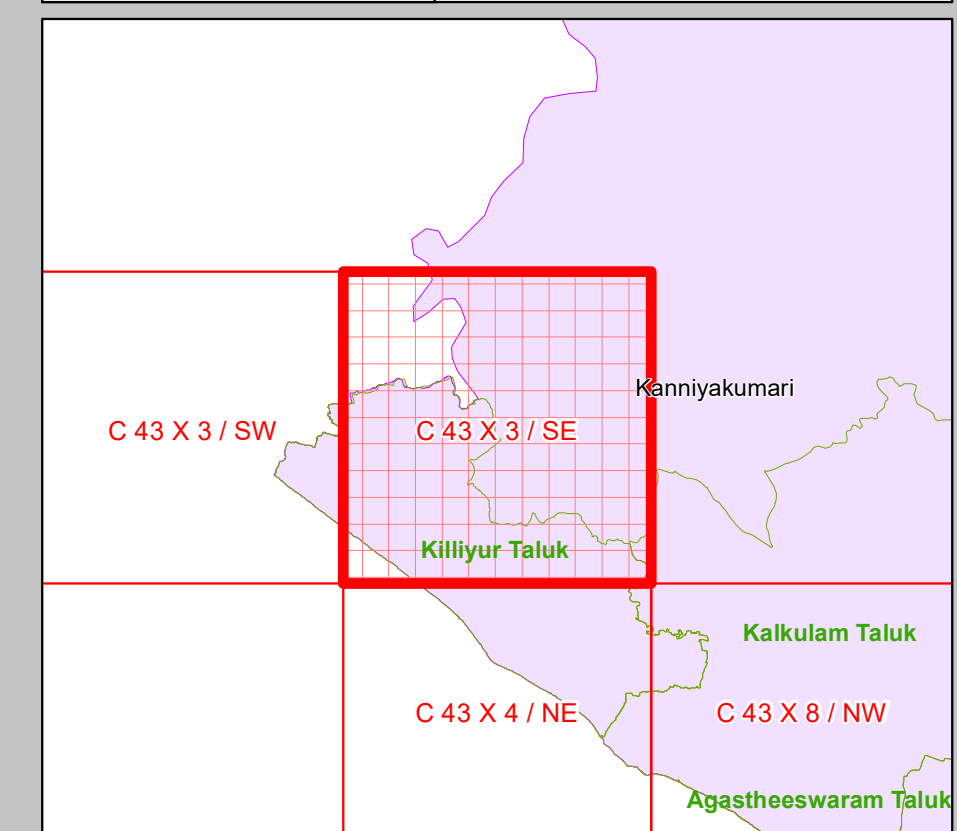 Kanniyakumari
C 43 X 3 / SW
C 43 X 3 / SE
Killiyur Taluk
Kalkulam Taluk
C 43 X 4 / NE
C 43 X 8 / NW
Agastheeswaram Taluk